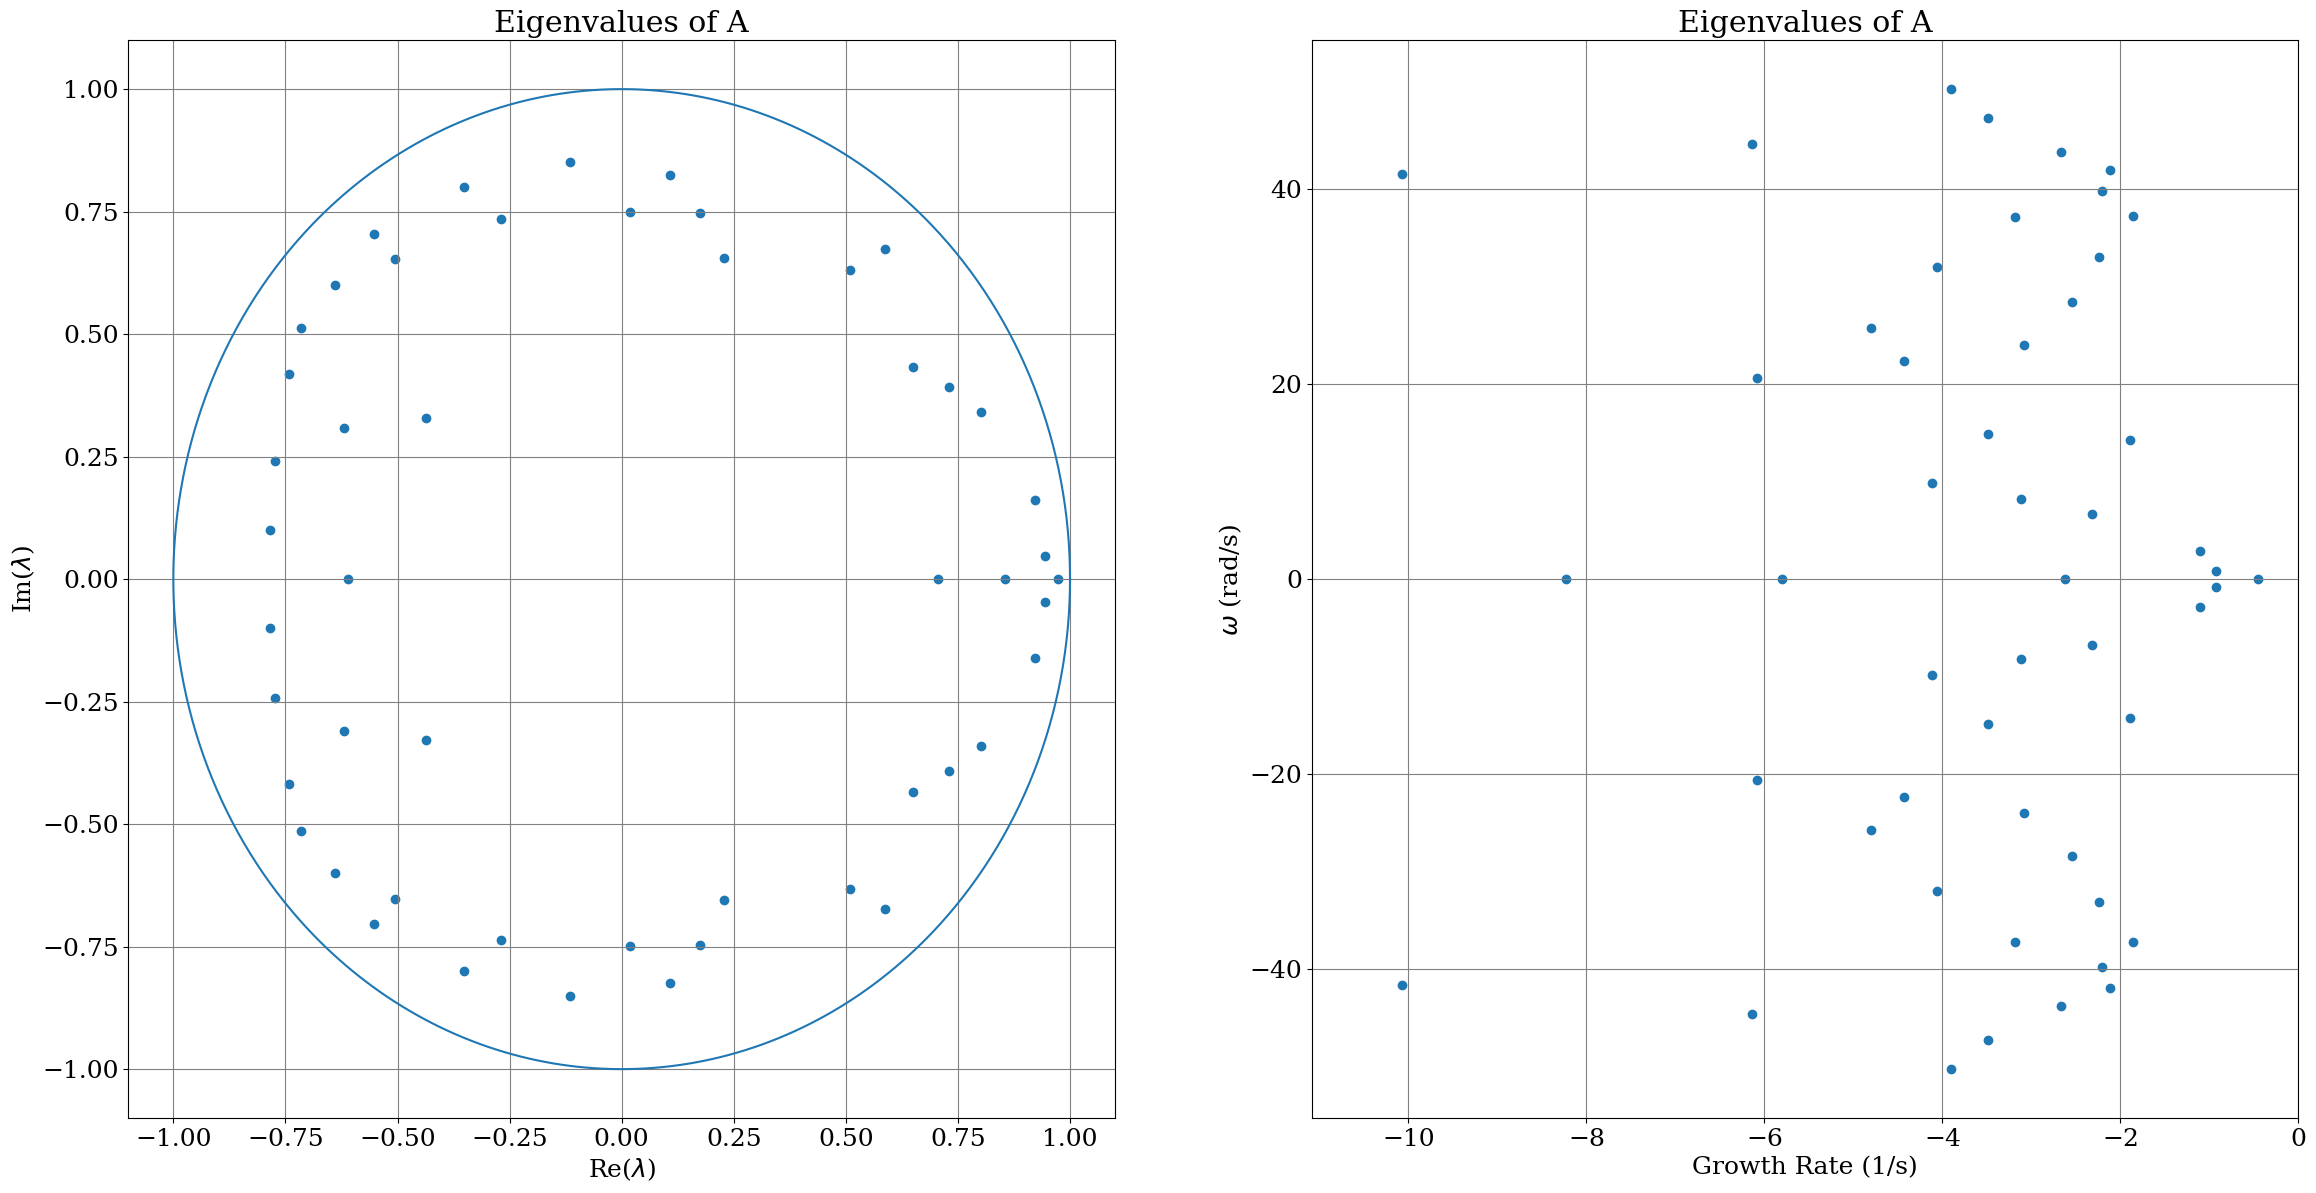 Eigenvalues of A
1.00
0.75
0.50
0.25
0.00
−0.25
−0.50
−0.75
−1.00
Im(λ)
−1.00 −0.75 −0.50 −0.25 0.00 0.25 0.50 0.75 1.00
Re(λ)
Eigenvalues of A
40
20
0
−20
−40
ω (rad/s)
−10 −8 −6 −4 −2 0
Growth Rate (1/s)